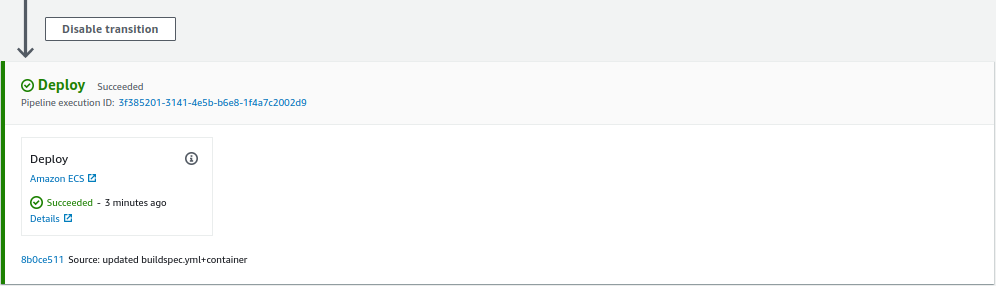 Disable transition
Deploy Succeeded
Pipeline execution ID: 3f385201-3141-4e5b-b6e8-1f4a7c2002d9
Deploy
Amazon ECS
Succeeded - 3 minutes ago
Details
8b0ce511 Source: updated buildspec.yml+container